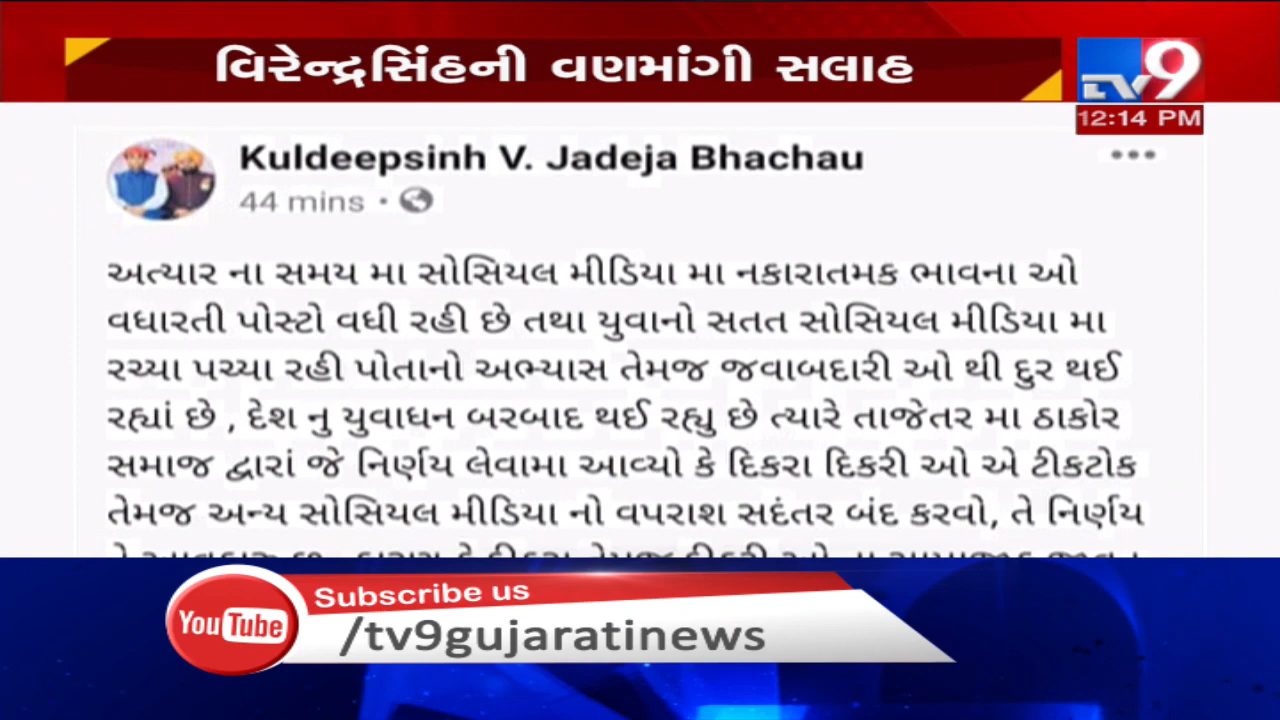 વિરેન્દ્રસિંહની વણમાંગી સલાહ
TV9
12:14 PM
Kuldeepsinh V. Jadeja Bhachau
44 mins
અત્યાર ના સમય મા સોસિયલ મીડિયા મા નકારાતમક ભાવના ઓ
વધારતી પોસ્ટો વધી રહી છે તથા યુવાનો સતત સોસિયલ મીડિયા મા
રચ્યા પચ્યા રહી પોતાનો અભ્યાસ તેમજ જવાબદારી ઓ થી દુર થઈ
રહ્યાં છે , દેશ નુ યુવાધન બરબાદ થઈ રહ્યુ છે ત્યારે તાજેતર મા ઠાકોર
સમાજ દ્વારાં જે નિર્ણય લેવામા આવ્યો કે દિકરા દિકરી ઓ એ ટીકટોક
તેમજ અન્ય સોસિયલ મીડિયા નો વપરાશ સદંતર બંદ કરવો, તે નિર્ણય
Subscribe us
YouTube
/tv9gujaratinews